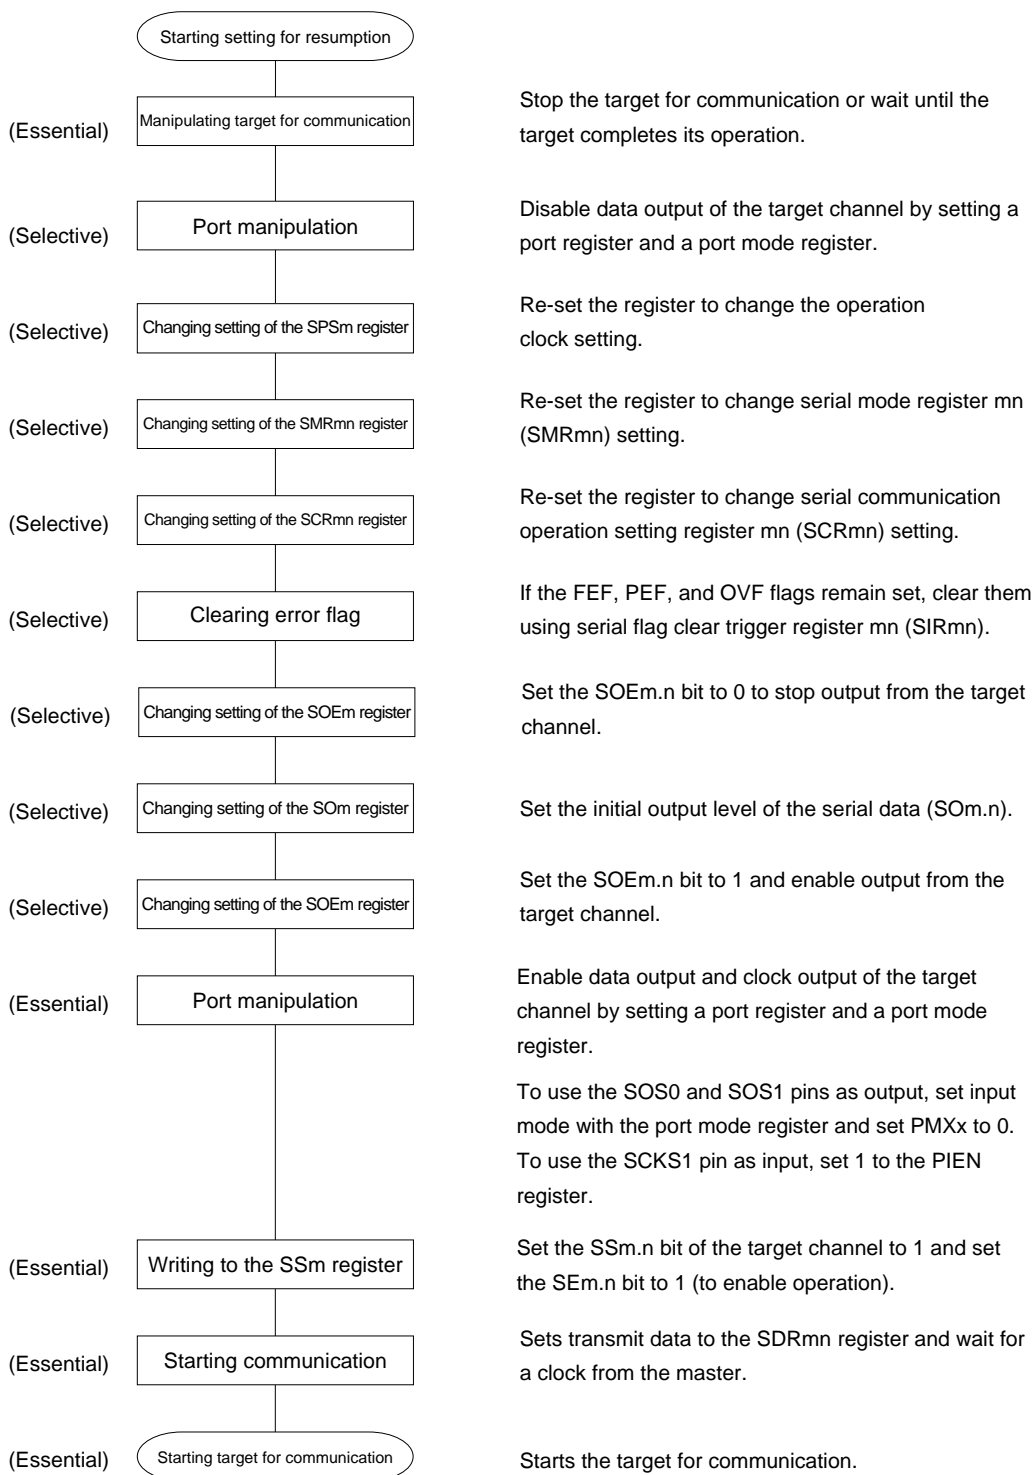 Starting setting for resumption
(Essential)
Manipulating target for communication
Stop the target for communication or wait until the
target completes its operation.
(Selective)
Port manipulation
Disable data output of the target channel by setting a
port register and a port mode register.
(Selective)
Changing setting of the SPSm register
Re-set the register to change the operation
clock setting.
(Selective)
Changing setting of the SMRmn register
Re-set the register to change serial mode register mn
(SMRmn) setting.
(Selective)
Changing setting of the SCRmn register
Re-set the register to change serial communication
operation setting register mn (SCRmn) setting.
(Selective)
Clearing error flag
If the FEF, PEF, and OVF flags remain set, clear them
using serial flag clear trigger register mn (SIRmn).
(Selective)
Changing setting of the SOEm register
Set the SOEm.n bit to 0 to stop output from the target
channel.
(Selective)
Changing setting of the SOm register
Set the initial output level of the serial data (SOm.n).
(Selective)
Changing setting of the SOEm register
Set the SOEm.n bit to 1 and enable output from the
target channel.
(Essential)
Port manipulation
Enable data output and clock output of the target
channel by setting a port register and a port mode
register.
To use the SOS0 and SOS1 pins as output, set input
mode with the port mode register and set PMXx to 0.
To use the SCKS1 pin as input, set 1 to the PIEN
register.
(Essential)
Writing to the SSm register
Set the SSm.n bit of the target channel to 1 and set
the SEm.n bit to 1 (to enable operation).
(Essential)
Starting communication
Sets transmit data to the SDRmn register and wait for
a clock from the master.
(Essential)
Starting target for communication
Starts the target for communication.